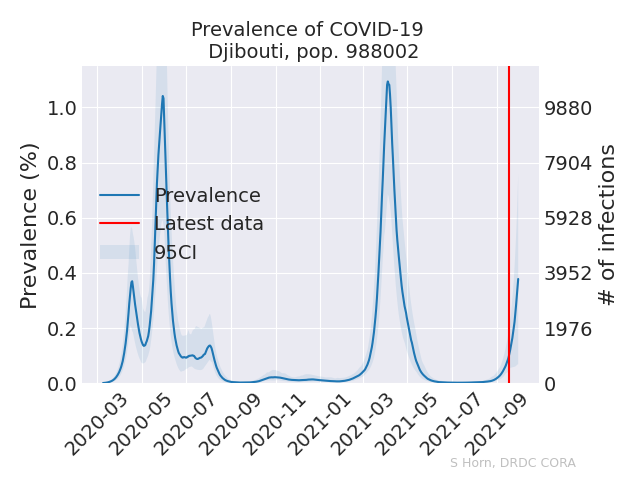 Prevalence of COVID-19
Djibouti, pop. 988002
Prevalence (%)
1.0
0.8
0.6
0.4
0.2
0.0
Prevalence
Latest data
95CI
9880
7904
5928
3952
1976
0
# of infections
2020-03
2020-05
2020-07
2020-09
2020-11
2021-01
2021-03
2021-05
2021-07
2021-09
S Horn, DRDC CORA